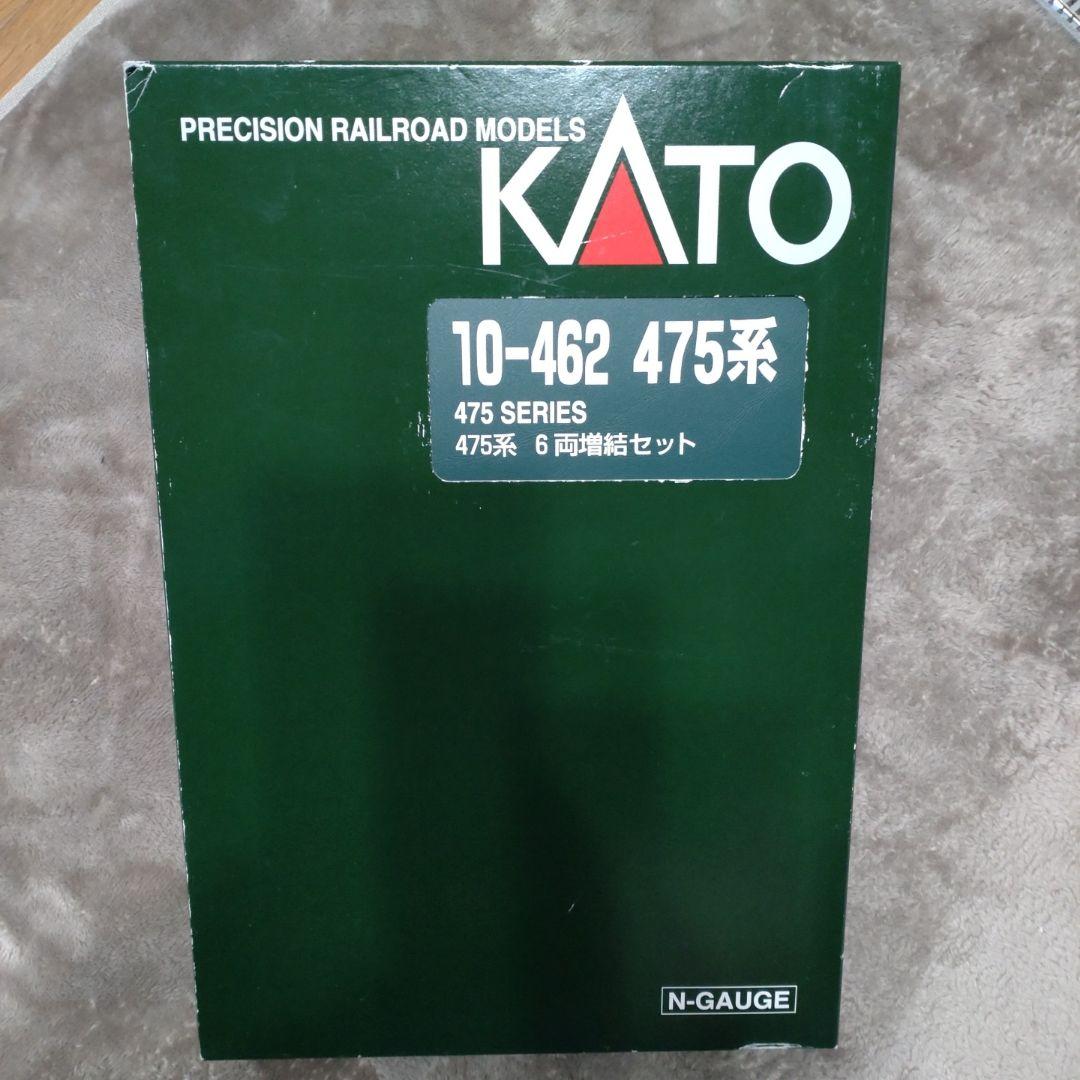 PRECISION RAILROAD MODELS
KATO
10-462 475系
475 SERIES
475系 6両増結セット
N-GAUGE